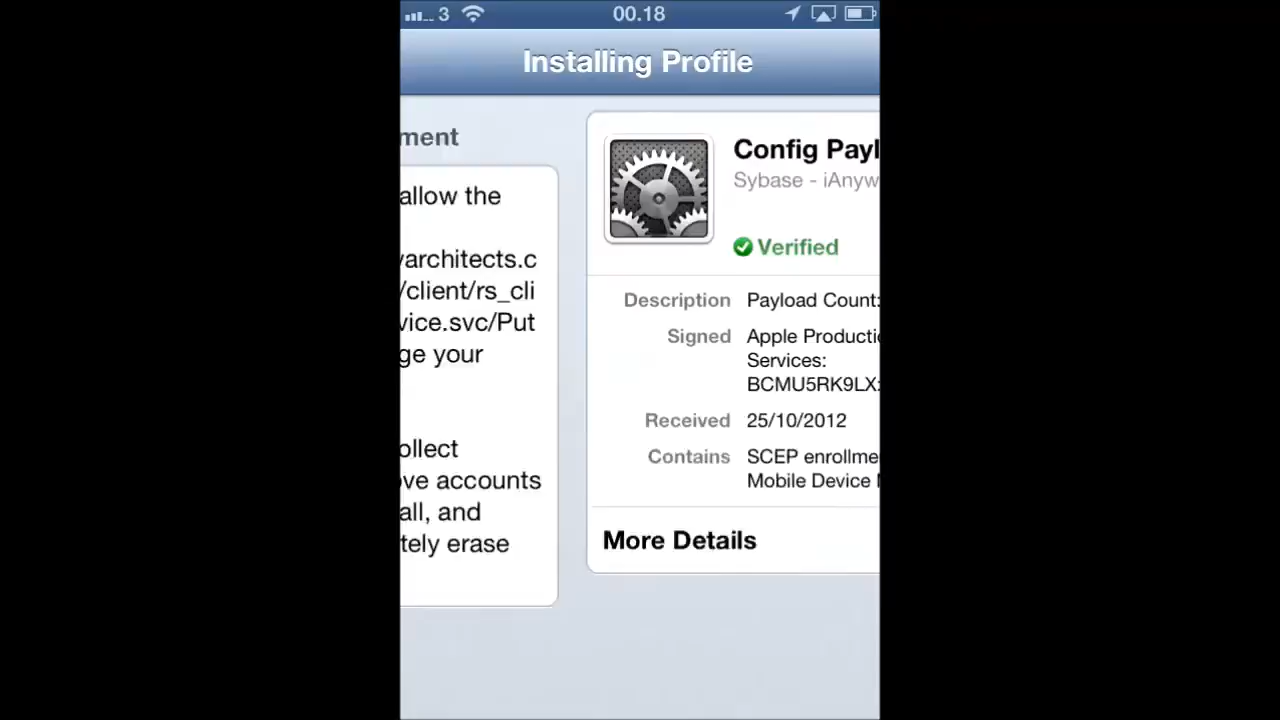 3
00.18
Installing Profile
ment
allow the
varchitects.c
/client/rs_cli
vice.svc/Put
ge your
ollect
ove accounts
all, and
tely erase
Config Payl
Sybase - iAnyw
Verified
Description Payload Count:
Signed Apple Producti
Services:
BCMU5RK9LX:
Received 25/10/2012
Contains SCEP enrollme
Mobile Device
More Details